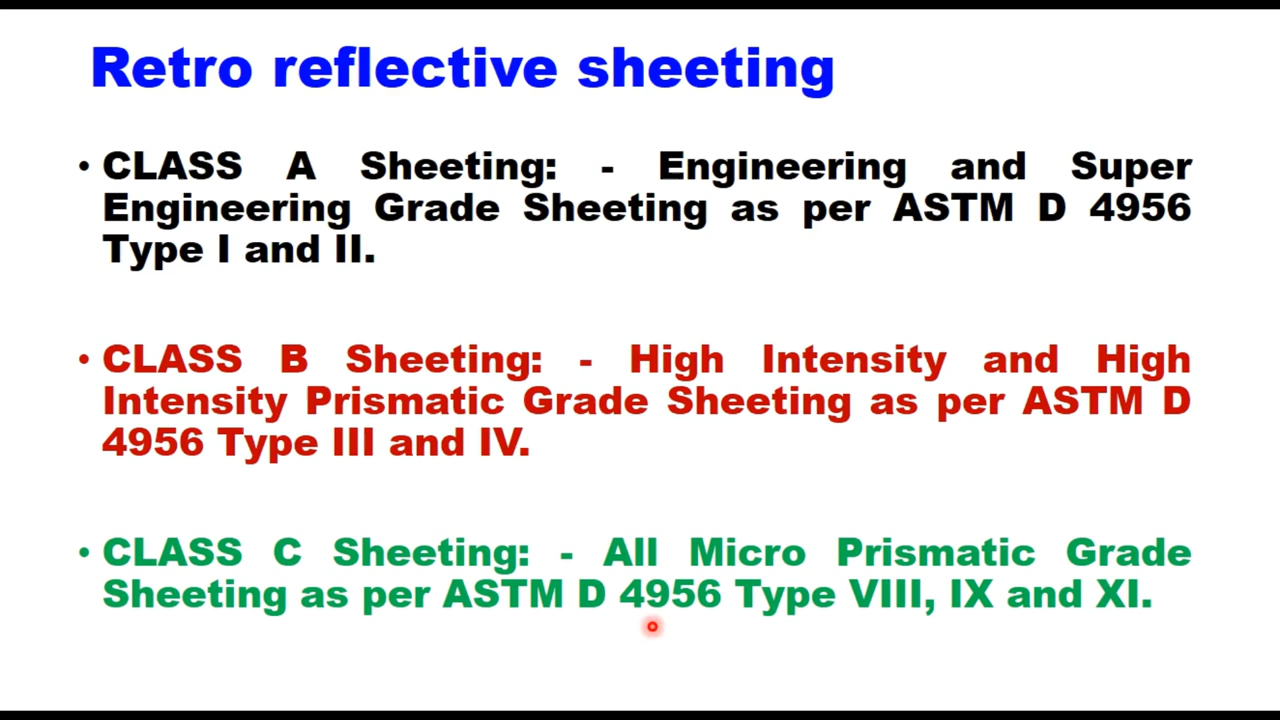 Retro reflective sheeting
• CLASS A Sheeting: - Engineering and Super
Engineering Grade Sheeting as per ASTM D 4956
Type I and II.
• CLASS B Sheeting: - High Intensity and High
Intensity Prismatic Grade Sheeting as per ASTM D
4956 Type III and IV.
• CLASS C Sheeting: - All Micro Prismatic Grade
Sheeting as per ASTM D 4956 Type VIII, IX and XI.